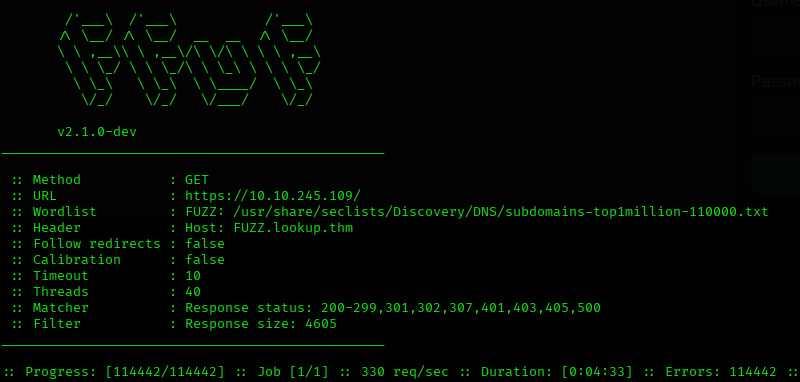 v2.1.0-dev
:: Method : GET
:: URL : https://10.10.245.109/
:: Wordlist : FUZZ: /usr/share/seclists/Discovery/DNS/subdomains-top1million-110000.txt
:: Header : Host: FUZZ.lookup.thm
:: Follow redirects : false
:: Calibration : false
:: Timeout : 10
:: Threads : 40
:: Matcher : Response status: 200-299,301,302,307,401,403,405,500
:: Filter : Response size: 4605
:: Progress: [114442/114442] :: Job [1/1] :: 330 req/sec :: Duration: [0:04:33] :: Errors: 114442 ::